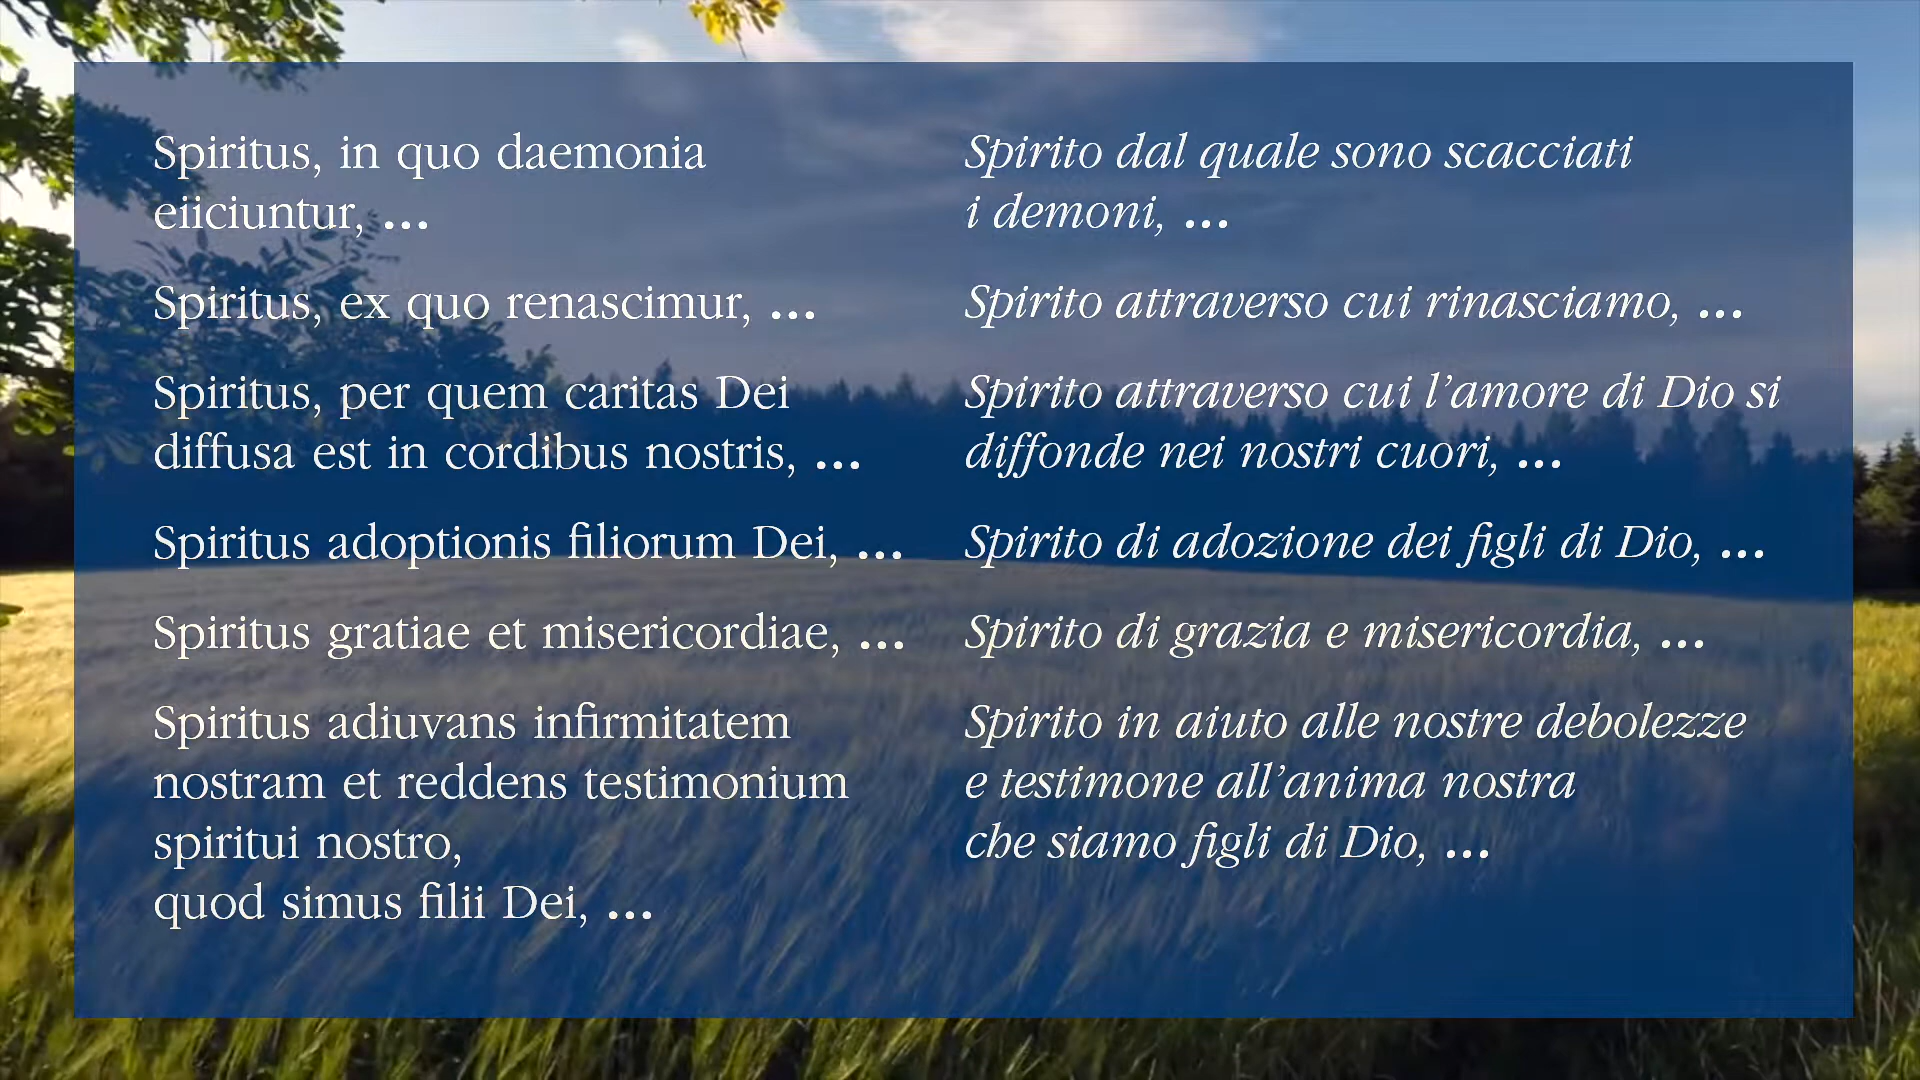 Spiritus, in quo daemonia
eiiciuntur, ...
Spiritus, ex quo renascimur, ...
Spiritus, per quem caritas Dei
diffusa est in cordibus nostris, ...
Spiritus adoptionis filiorum Dei, ...
Spiritus gratiae et misericordiae, ...
Spiritus adiuvans infirmitatem
nostram et reddens testimonium
spiritui nostro,
quod simus filii Dei, ...
Spirito dal quale sono scacciati
i demoni, ...
Spirito attraverso cui rinasciamo, ...
Spirito attraverso cui l’amore di Dio si
diffonde nei nostri cuori, ...
Spirito di adozione dei figli di Dio, ...
Spirito di grazia e misericordia, ...
Spirito in aiuto alle nostre debolezze
e testimone all’anima nostra
che siamo figli di Dio, ...